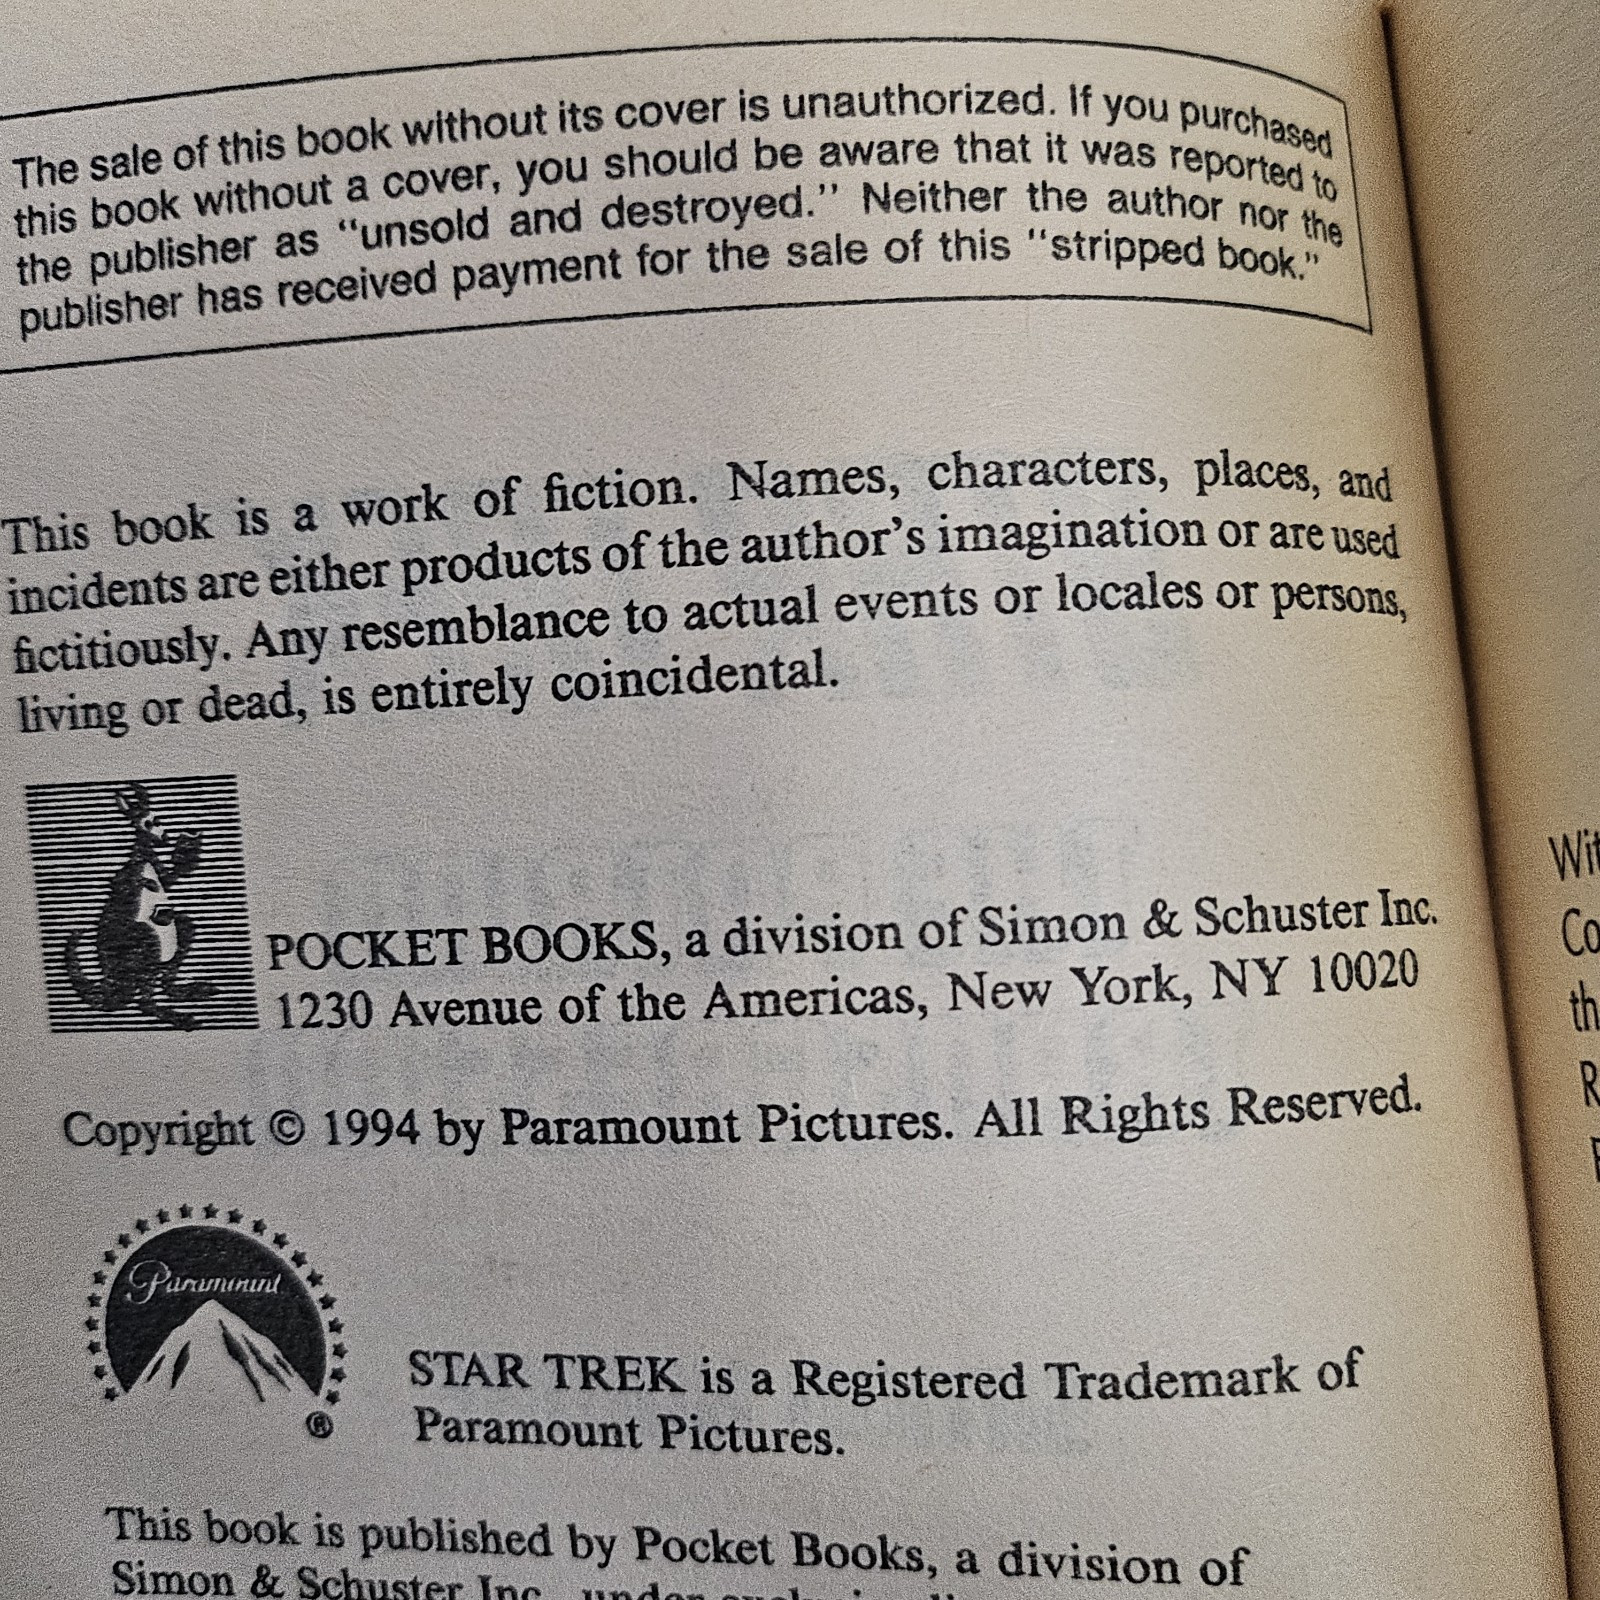 The sale of this book without its cover is unauthorized. If you purchased
this book without a cover, you should be aware that it was reported to
the publisher as "unsold and destroyed." Neither the author nor the
publisher has received payment for the sale of this "stripped book."
This book is a work of fiction. Names, characters, places, and
incidents are either products of the author's imagination or are used
fictitiously. Any resemblance to actual events or locales or persons,
living or dead, is entirely coincidental.
POCKET BOOKS, a division of Simon & Schuster Inc.
1230 Avenue of the Americas, New York, NY 10020
Copyright © 1994 by Paramount Pictures. All Rights Reserved.
Paramount
®
STAR TREK is a Registered Trademark of
Paramount Pictures.
This book is published by Pocket Books, a division of
Simon & Schuster Inc., under